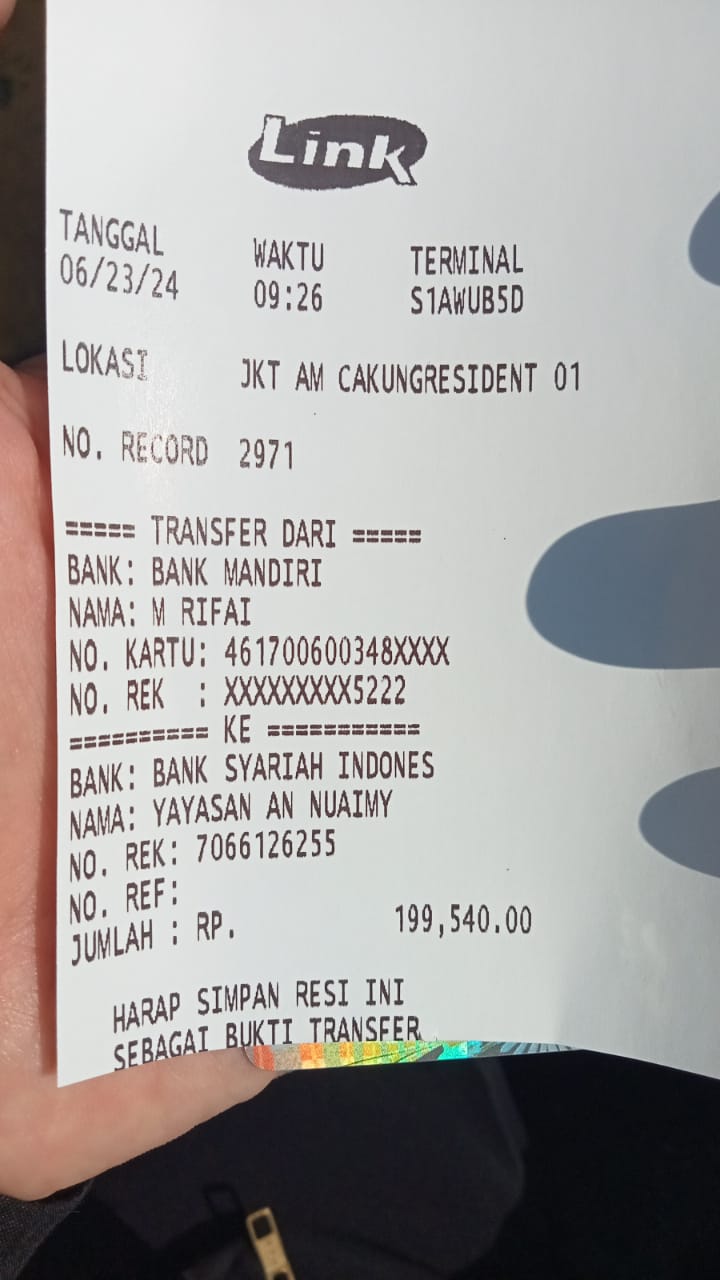 Link
TANGGAL WAKTU TERMINAL
06/23/24 09:26 S1AWUB5D
LOKASI JKT AM CAKUNGRESIDENT 01
NO. RECORD 2971
===== TRANSFER DARI =====
BANK: BANK MANDIRI
NAMA: M RIFAI
NO. KARTU: 461700600348XXXX
NO. REK : XXXXXXXXX5222
========== KE ===========
BANK: BANK SYARIAH INDONES
NAMA: YAYASAN AN NUAIMY
NO. REK: 7066126255
NO. REF:
JUMLAH : RP. 199,540.00
HARAP SIMPAN RESI INI
SEBAGAI BUKTI TRANSFER